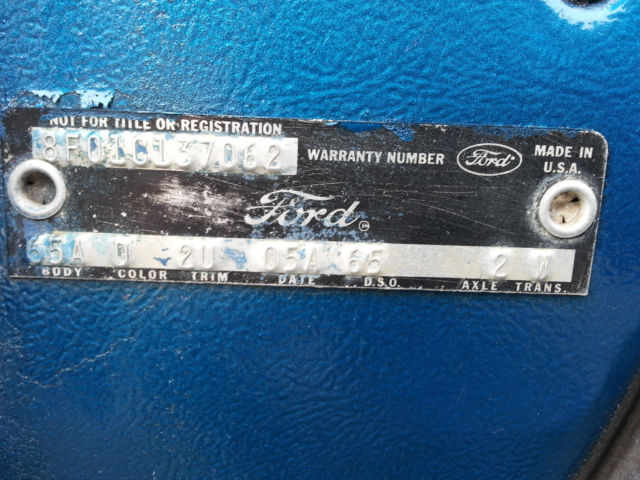 NOT FOR TITLE OR REGISTRATION
8F01C137062 WARRANTY NUMBER Ford MADE IN U.S.A.
Ford
65A D 2U 05A 65 2 W
BODY COLOR TRIM DATE D.S.O. AXLE TRANS.